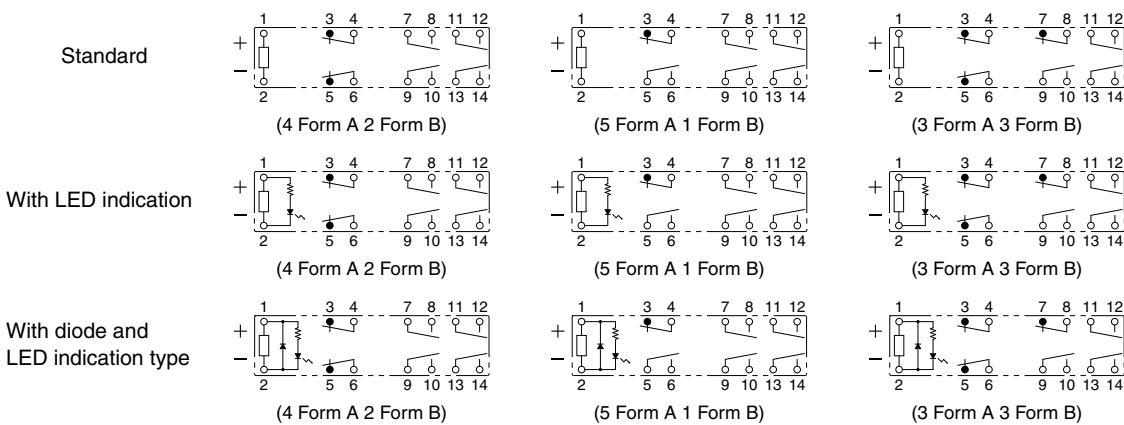 1 3 4 7 8 11 12 1 3 4 7 8 11 12 1 3 4 7 8 11 12
Standard + + +
− − −
2 5 6 9 10 13 14 2 5 6 9 10 13 14 2 5 6 9 10 13 14
(4 Form A 2 Form B) (5 Form A 1 Form B) (3 Form A 3 Form B)
1 3 4 7 8 11 12 1 3 4 7 8 11 12 1 3 4 7 8 11 12
With LED indication + + +
− − −
2 5 6 9 10 13 14 2 5 6 9 10 13 14 2 5 6 9 10 13 14
(4 Form A 2 Form B) (5 Form A 1 Form B) (3 Form A 3 Form B)
1 3 4 7 8 11 12 1 3 4 7 8 11 12 1 3 4 7 8 11 12
With diode and + + +
LED indication type − − −
2 5 6 9 10 13 14 2 5 6 9 10 13 14 2 5 6 9 10 13 14
(4 Form A 2 Form B) (5 Form A 1 Form B) (3 Form A 3 Form B)